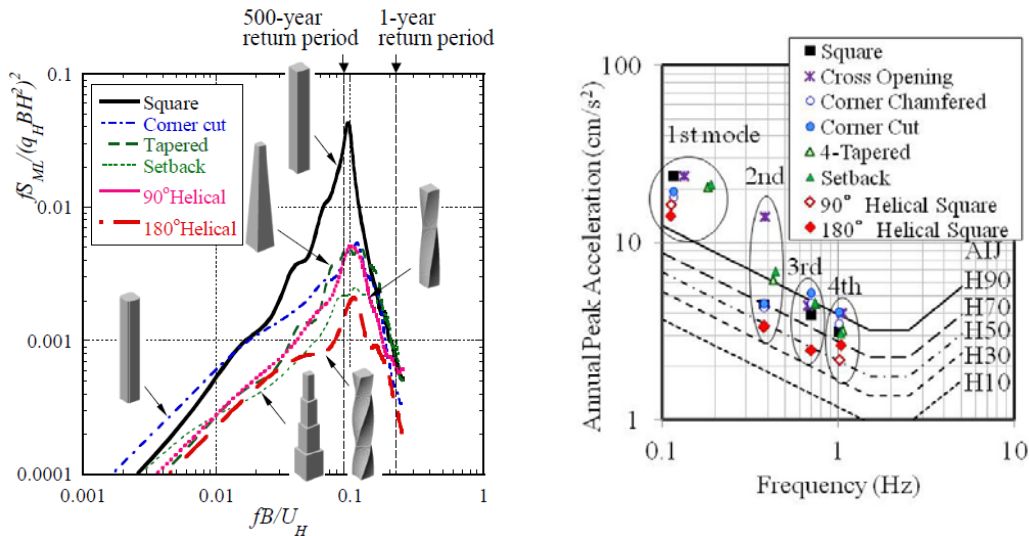 500-year
return period
1-year
return period
0.1
0.01
0.001
0.0001
fS_ML/(q_H BH)²
Square
Corner cut
Tapered
Setback
90°Helical
180°Helical
0.001
0.01
0.1
1
fB/U_H
Annual Peak Acceleration (cm/s²)
100
10
1
Square
Cross Opening
Corner Chamfered
Corner Cut
4-Tapered
Setback
90° Helical Square
180° Helical Square
1st mode
2nd
3rd
4th
AIJ
H90
H70
H50
H30
H10
0.1
1.0
Frequency (Hz)